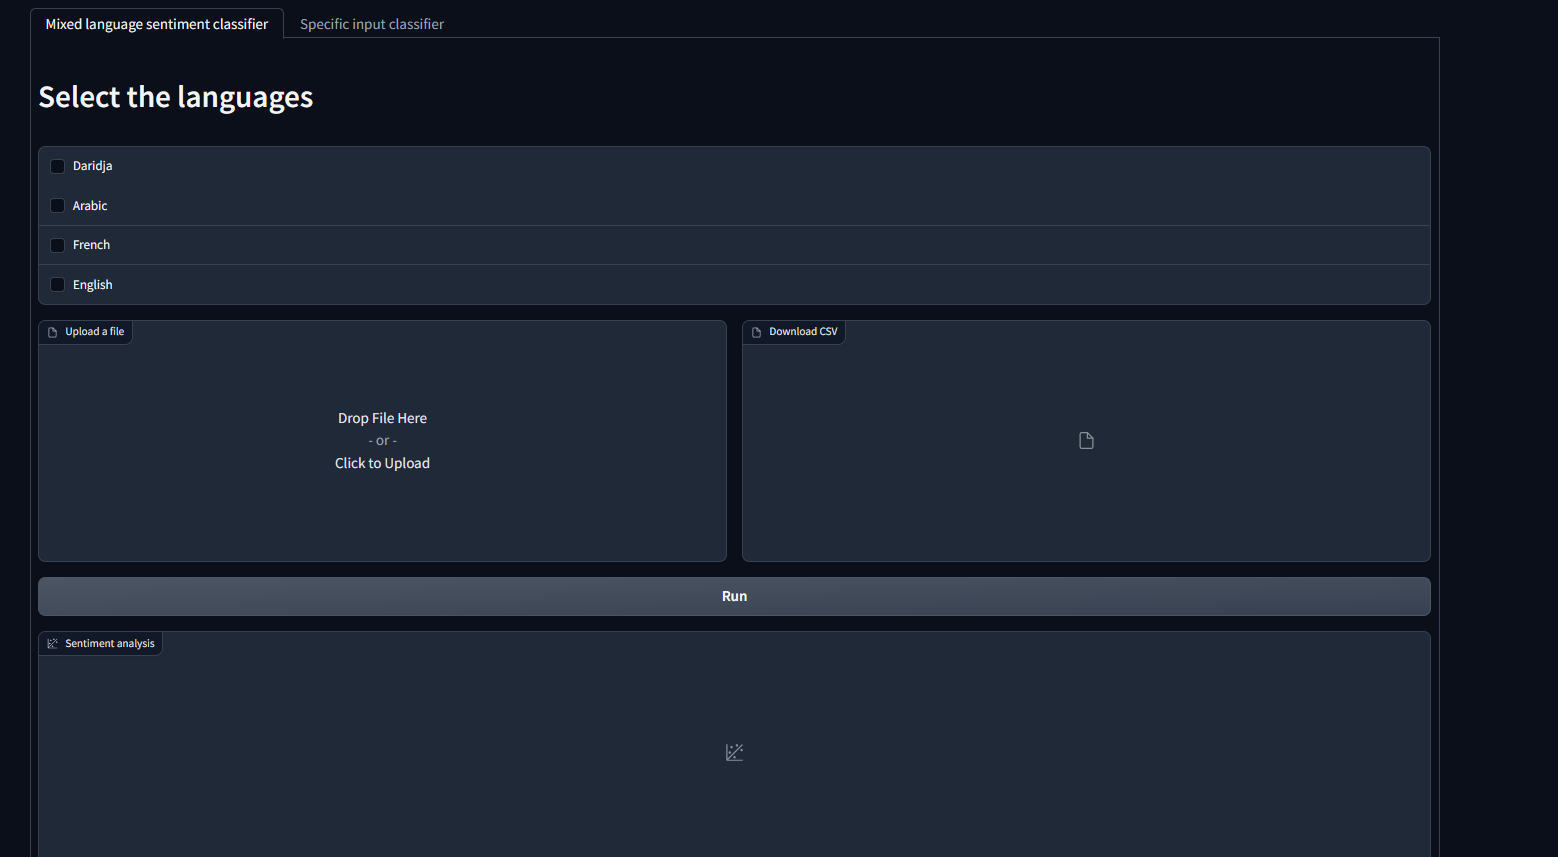 Mixed language sentiment classifier
Specific input classifier
Select the languages
Daridja
Arabic
French
English
Upload a file
Drop File Here
- or -
Click to Upload
Download CSV
Run
Sentiment analysis